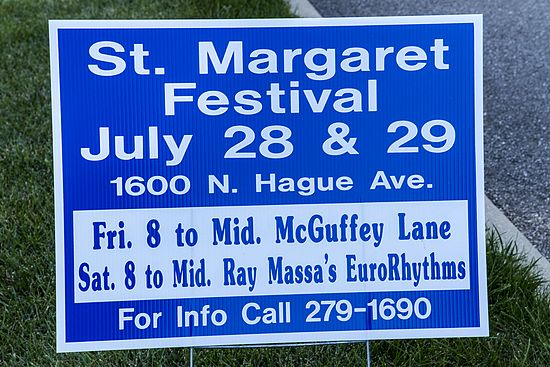 St. Margaret
Festival
July 28 & 29
1600 N. Hague Ave.
Fri. 8 to Mid. McGuffey Lane
Sat. 8 to Mid. Ray Massa's EuroRhythms
For Info Call 279-1690